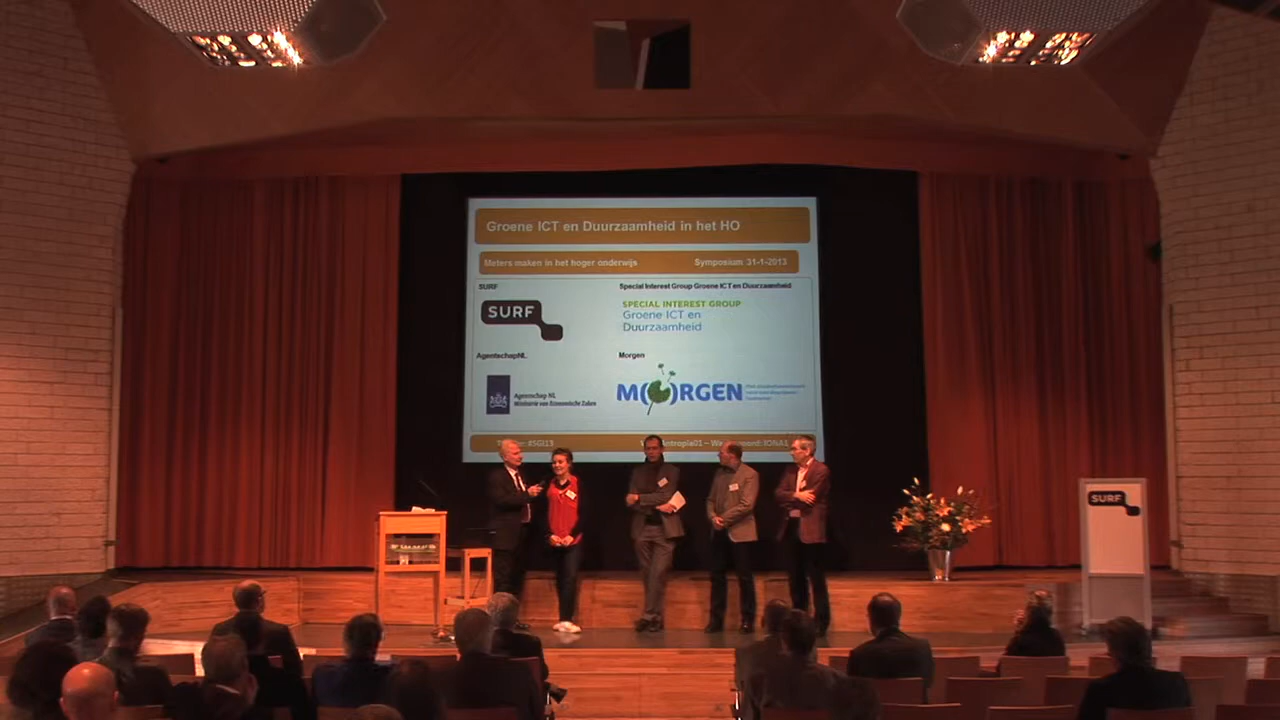 Groene ICT en Duurzaamheid in het HO
Meters maken in het hoger onderwijs
Symposium 31-1-2013
SURF
Special Interest Group Groene ICT en Duurzaamheid
SURF
SPECIAL INTEREST GROUP
Groene ICT en
Duurzaamheid
AgentschapNL
Morgen
Agentschap NL
Ministerie van Economische Zaken
M(O)RGEN
SURF